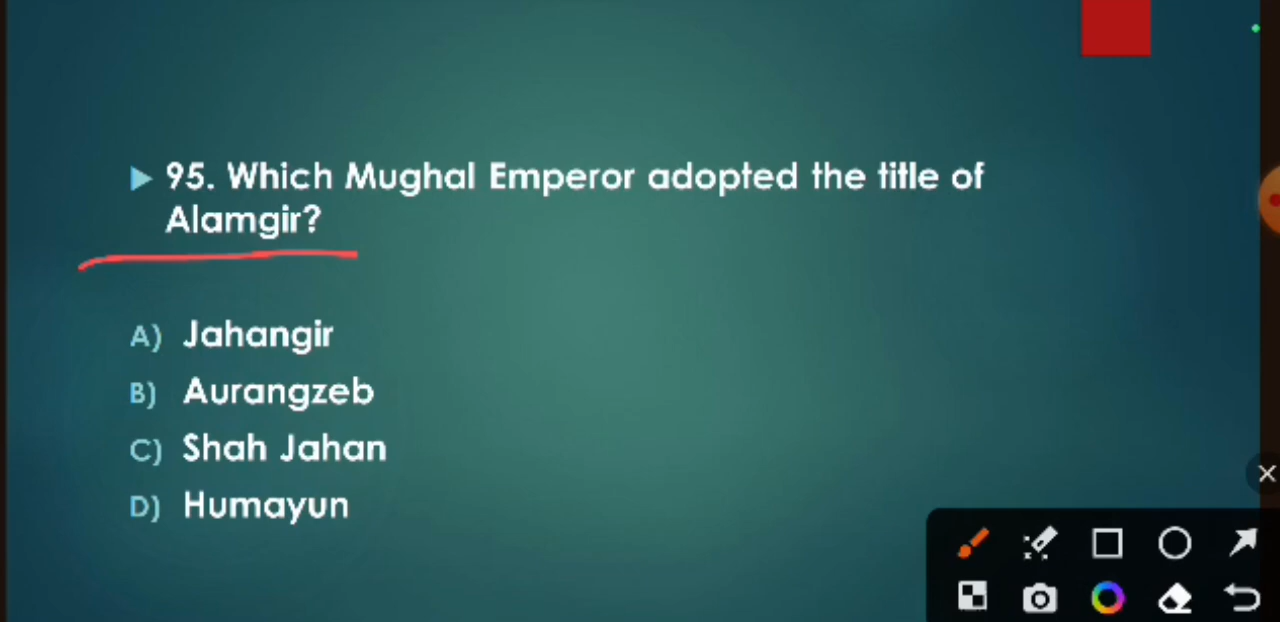 95. Which Mughal Emperor adopted the title of
Alamgir?
A) Jahangir
B) Aurangzeb
C) Shah Jahan
D) Humayun